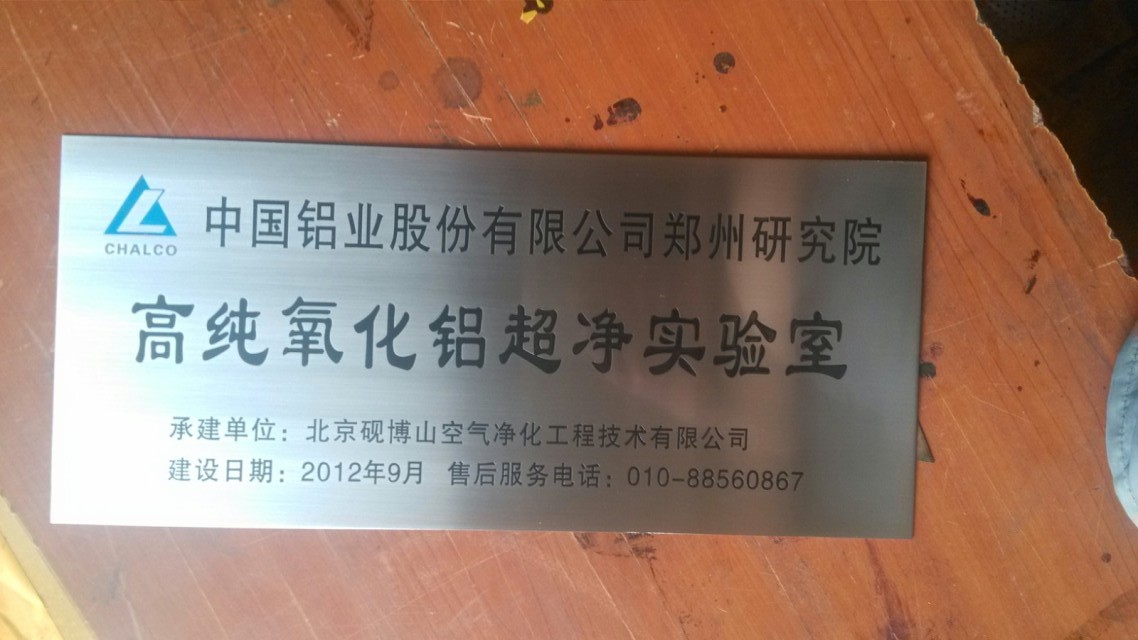 中国铝业股份有限公司郑州研究院
CHALCO
高纯氧化铝超净实验室
承建单位：北京砚博山空气净化工程技术有限公司
建设日期：2012年9月 售后服务电话：010-88560867